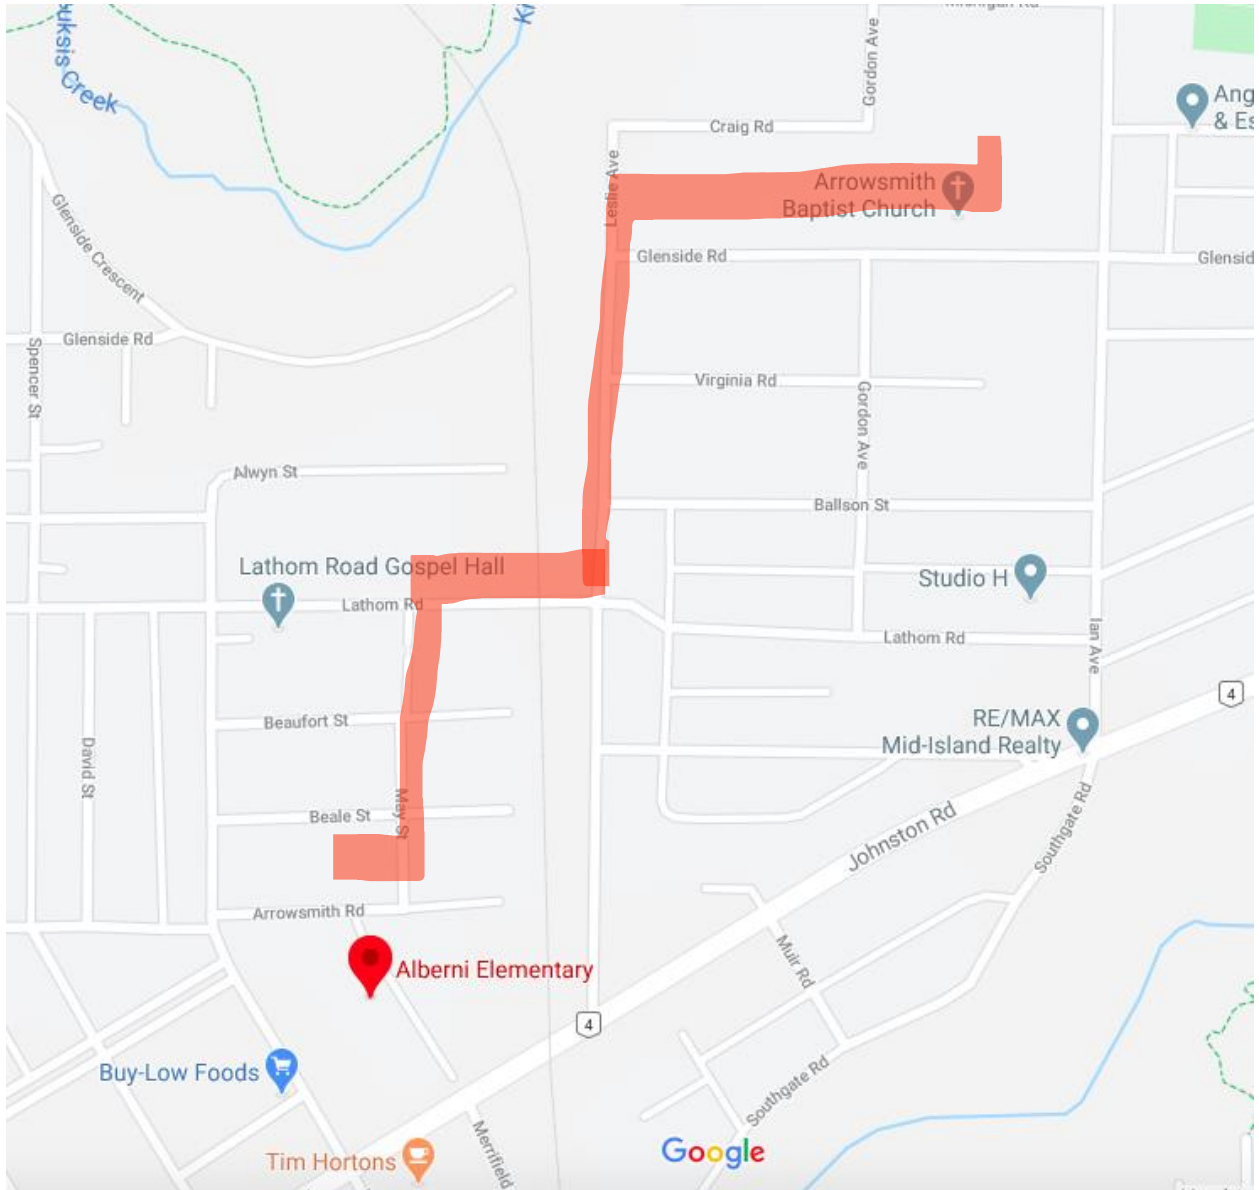 Gordon Ave
uksis Creek
Ang
& Es
Craig Rd
Leslie Ave
Arrowsmith
Baptist Church
Glenside Crescent
Glenside Rd
Glensid
Glenside Rd
Spencer St
Virginia Rd
Gordon Ave
Alwyn St
Ballson St
Lathom Road Gospel Hall
Studio H
Lathom Rd
Lathom Rd
Ian Ave
4
Beaufort St
RE/MAX
Mid-Island Realty
David St
May St
Beale St
Johnston Rd
Southgate Rd
Arrowsmith Rd
Muir Rd
Alberni Elementary
4
Buy-Low Foods
Southgate Rd
Merrifield
Google
Tim Hortons